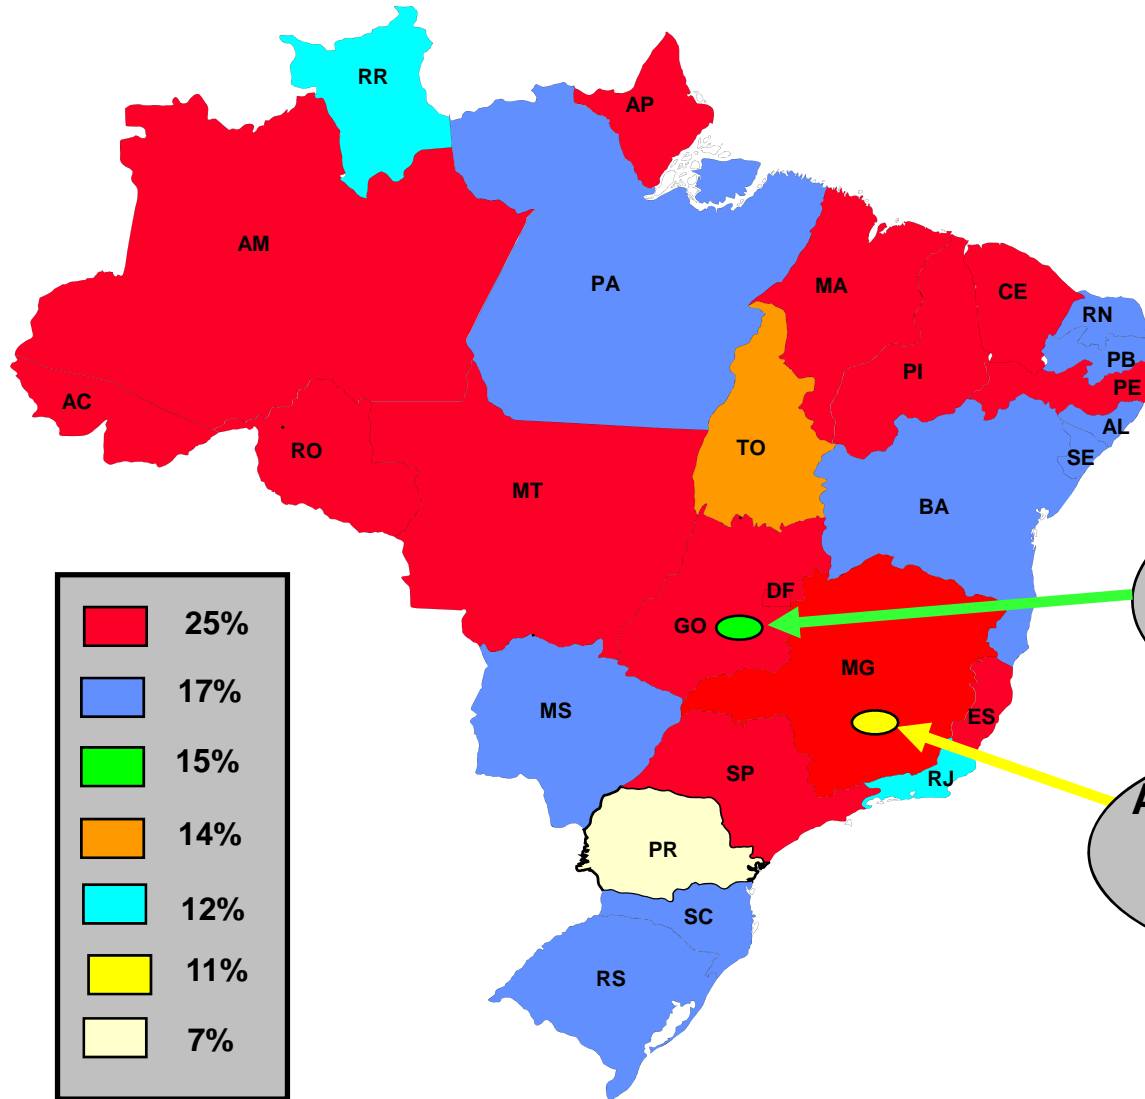 RR
AP
AM
PA
MA
CE
RN
PB
PI
PE
AC
AL
TO
RO
SE
MT
BA
DF
GO
MG
MS
ES
SP
RJ
PR
SC
RS
25%
17%
15%
14%
12%
11%
7%